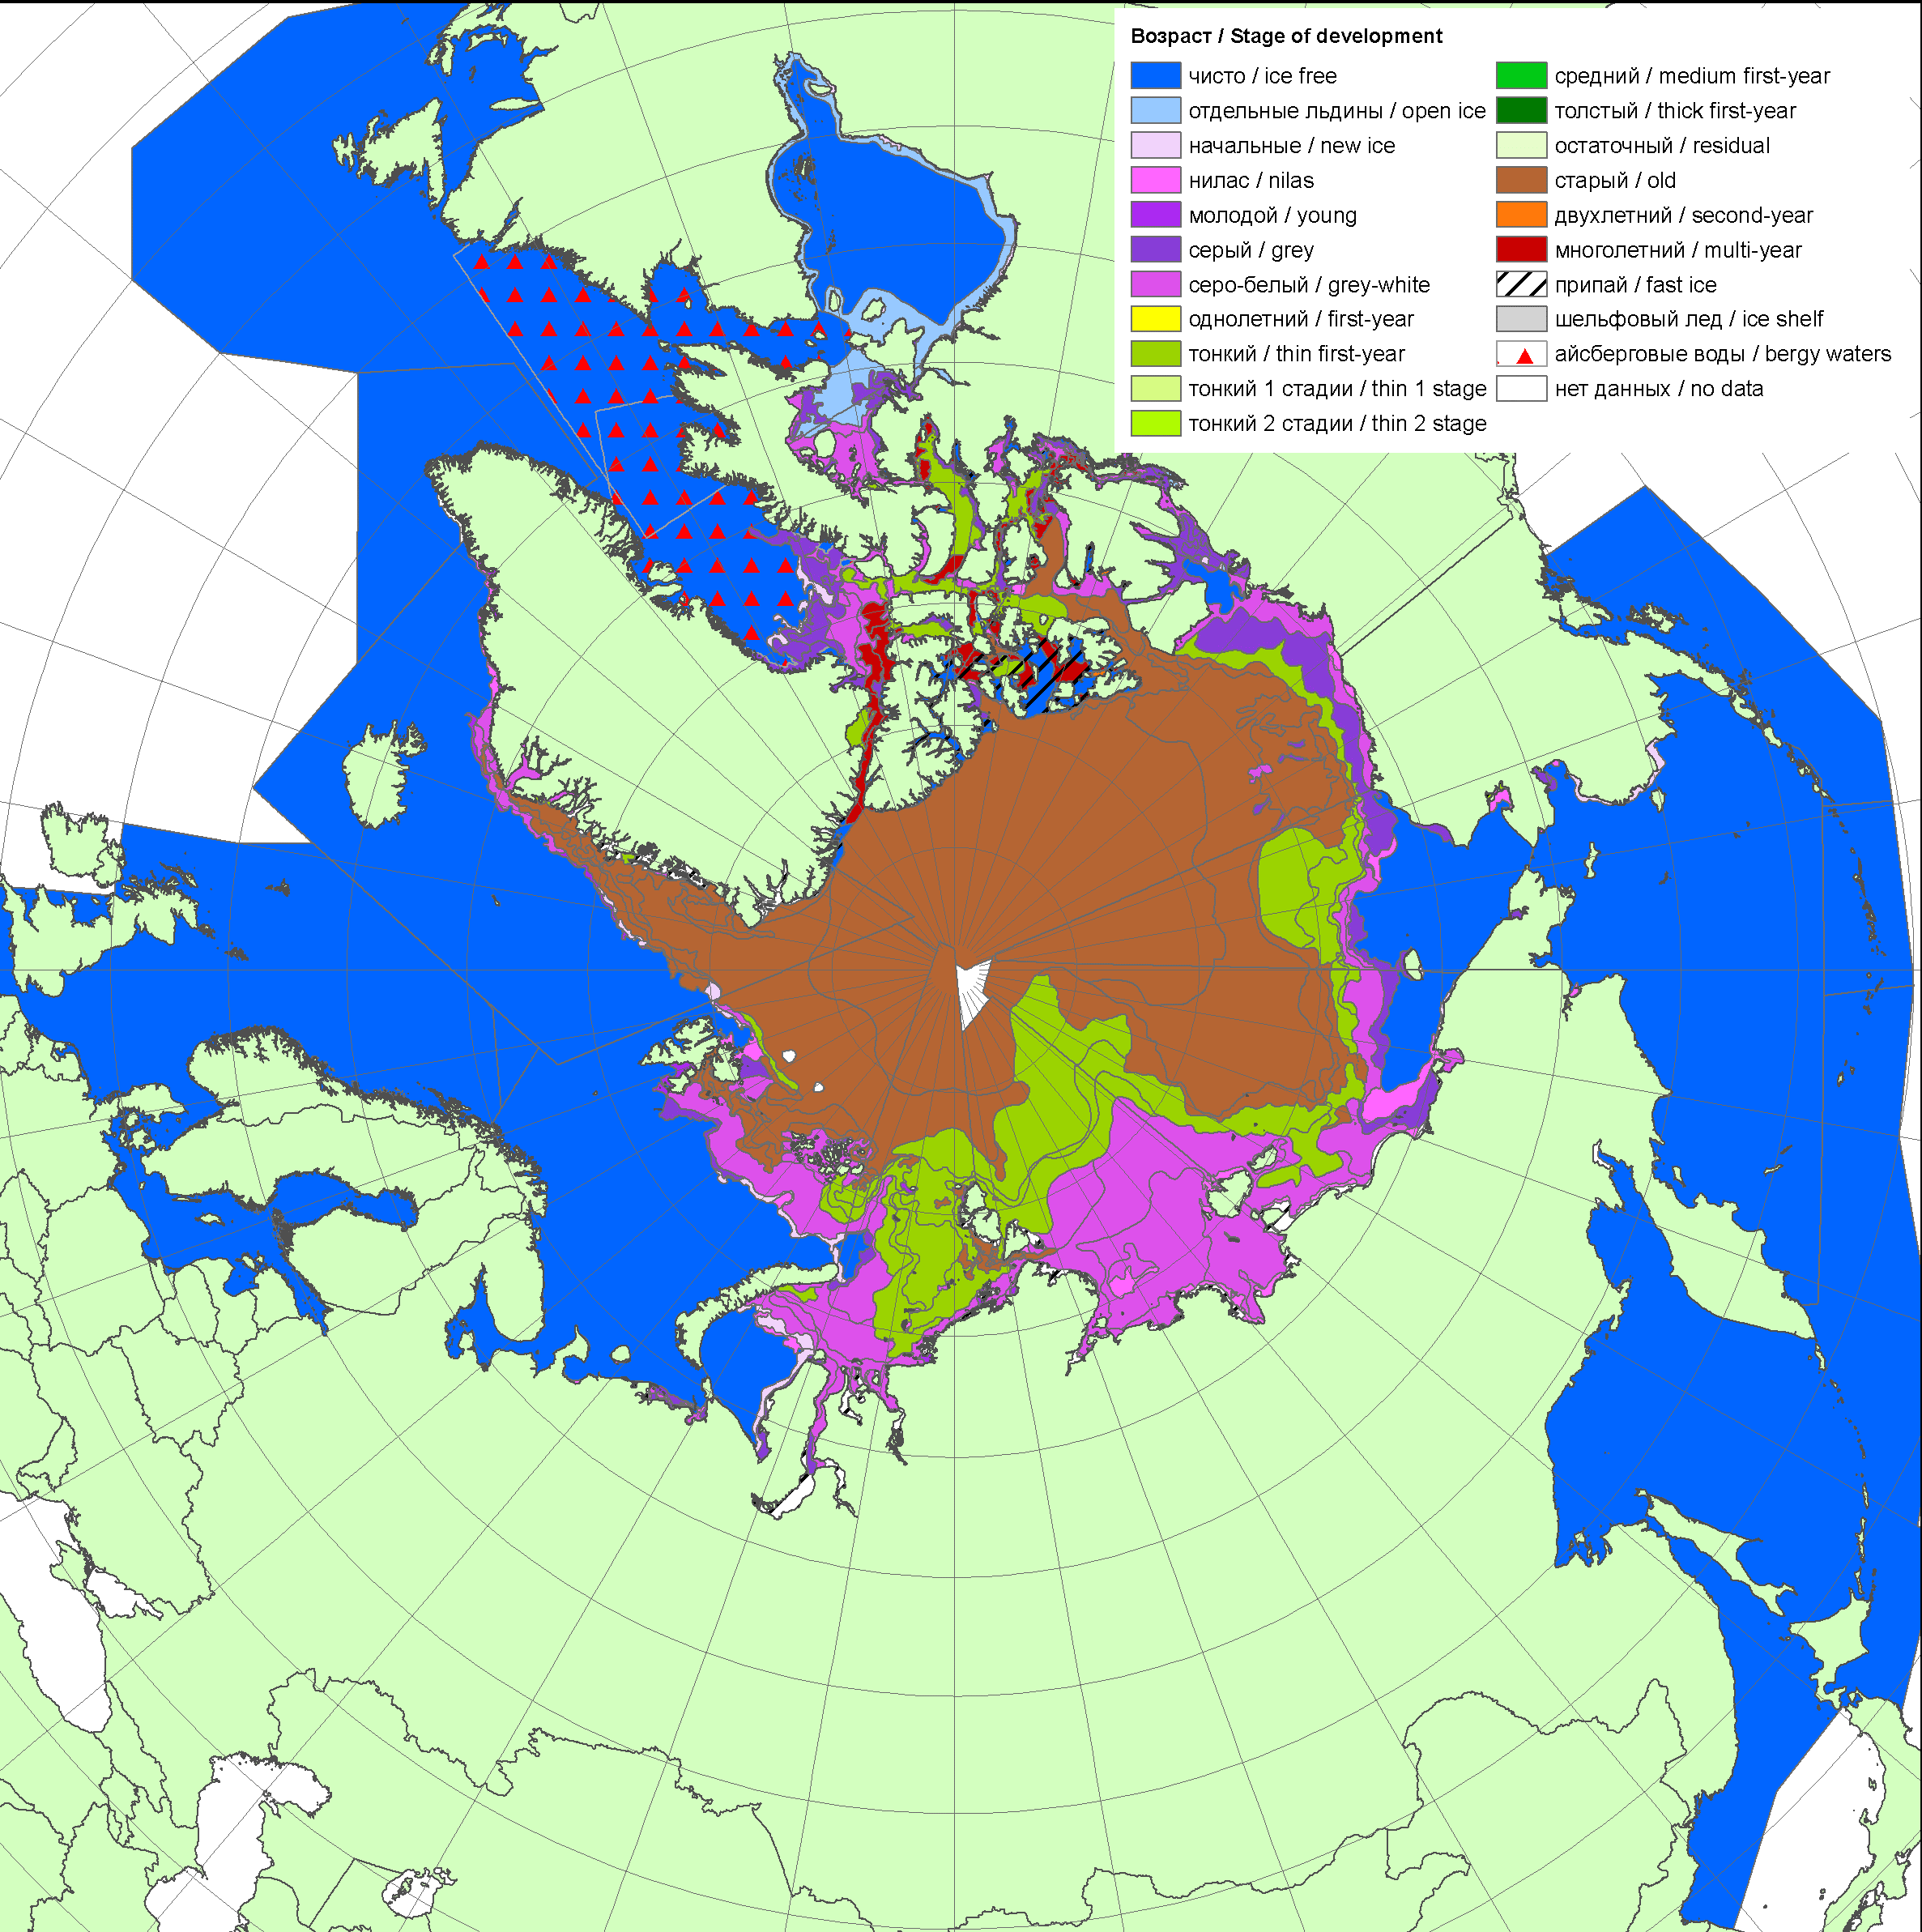 Возраст / Stage of development
чисто / ice free
отдельные льдины / open ice
начальные / new ice
нилас / nilas
молодой / young
серый / grey
серо-белый / grey-white
однолетний / first-year
тонкий / thin first-year
тонкий 1 стадии / thin 1 stage
тонкий 2 стадии / thin 2 stage
средний / medium first-year
толстый / thick first-year
остаточный / residual
старый / old
двухлетний / second-year
многолетний / multi-year
припай / fast ice
шельфовый лед / ice shelf
айсберговые воды / bergy waters
нет данных / no data